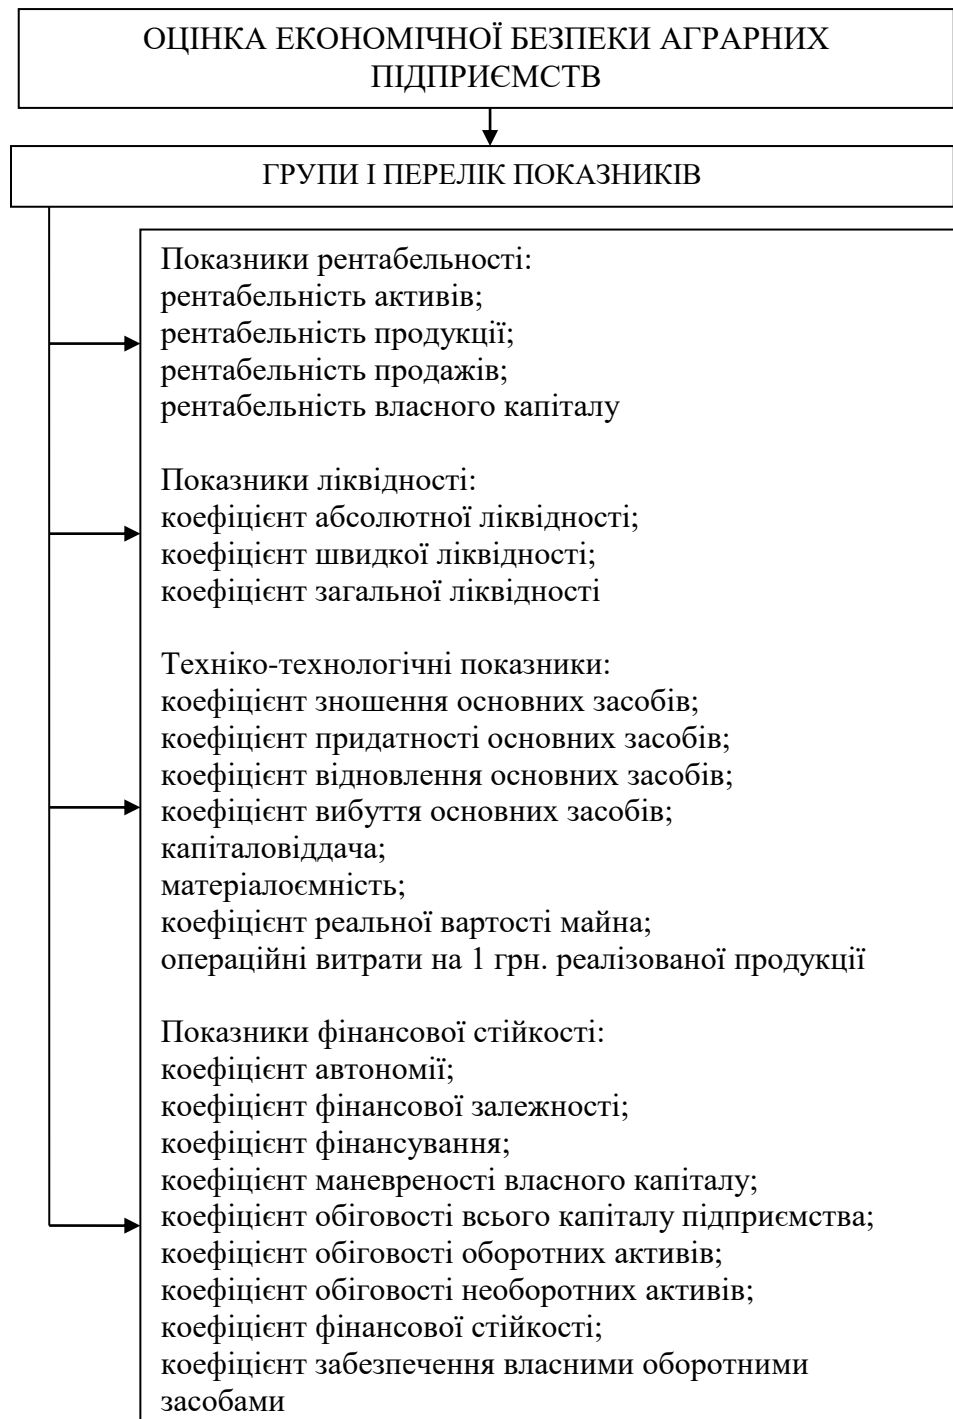 ОЦІНКА ЕКОНОМІЧНОЇ БЕЗПЕКИ АГРАРНИХ
ПІДПРИЄМСТВ
ГРУПИ І ПЕРЕЛІК ПОКАЗНИКІВ
Показники рентабельності:
рентабельність активів;
рентабельність продукції;
рентабельність продажів;
рентабельність власного капіталу
Показники ліквідності:
коефіцієнт абсолютної ліквідності;
коефіцієнт швидкої ліквідності;
коефіцієнт загальної ліквідності
Техніко-технологічні показники:
коефіцієнт зношення основних засобів;
коефіцієнт придатності основних засобів;
коефіцієнт відновлення основних засобів;
коефіцієнт вибуття основних засобів;
капіталовіддача;
матеріалоємність;
коефіцієнт реальної вартості майна;
операційні витрати на 1 грн. реалізованої продукції
Показники фінансової стійкості:
коефіцієнт автономії;
коефіцієнт фінансової залежності;
коефіцієнт фінансування;
коефіцієнт маневреності власного капіталу;
коефіцієнт обіговості всього капіталу підприємства;
коефіцієнт обіговості оборотних активів;
коефіцієнт обіговості необоротних активів;
коефіцієнт фінансової стійкості;
коефіцієнт забезпечення власними оборотними
засобами